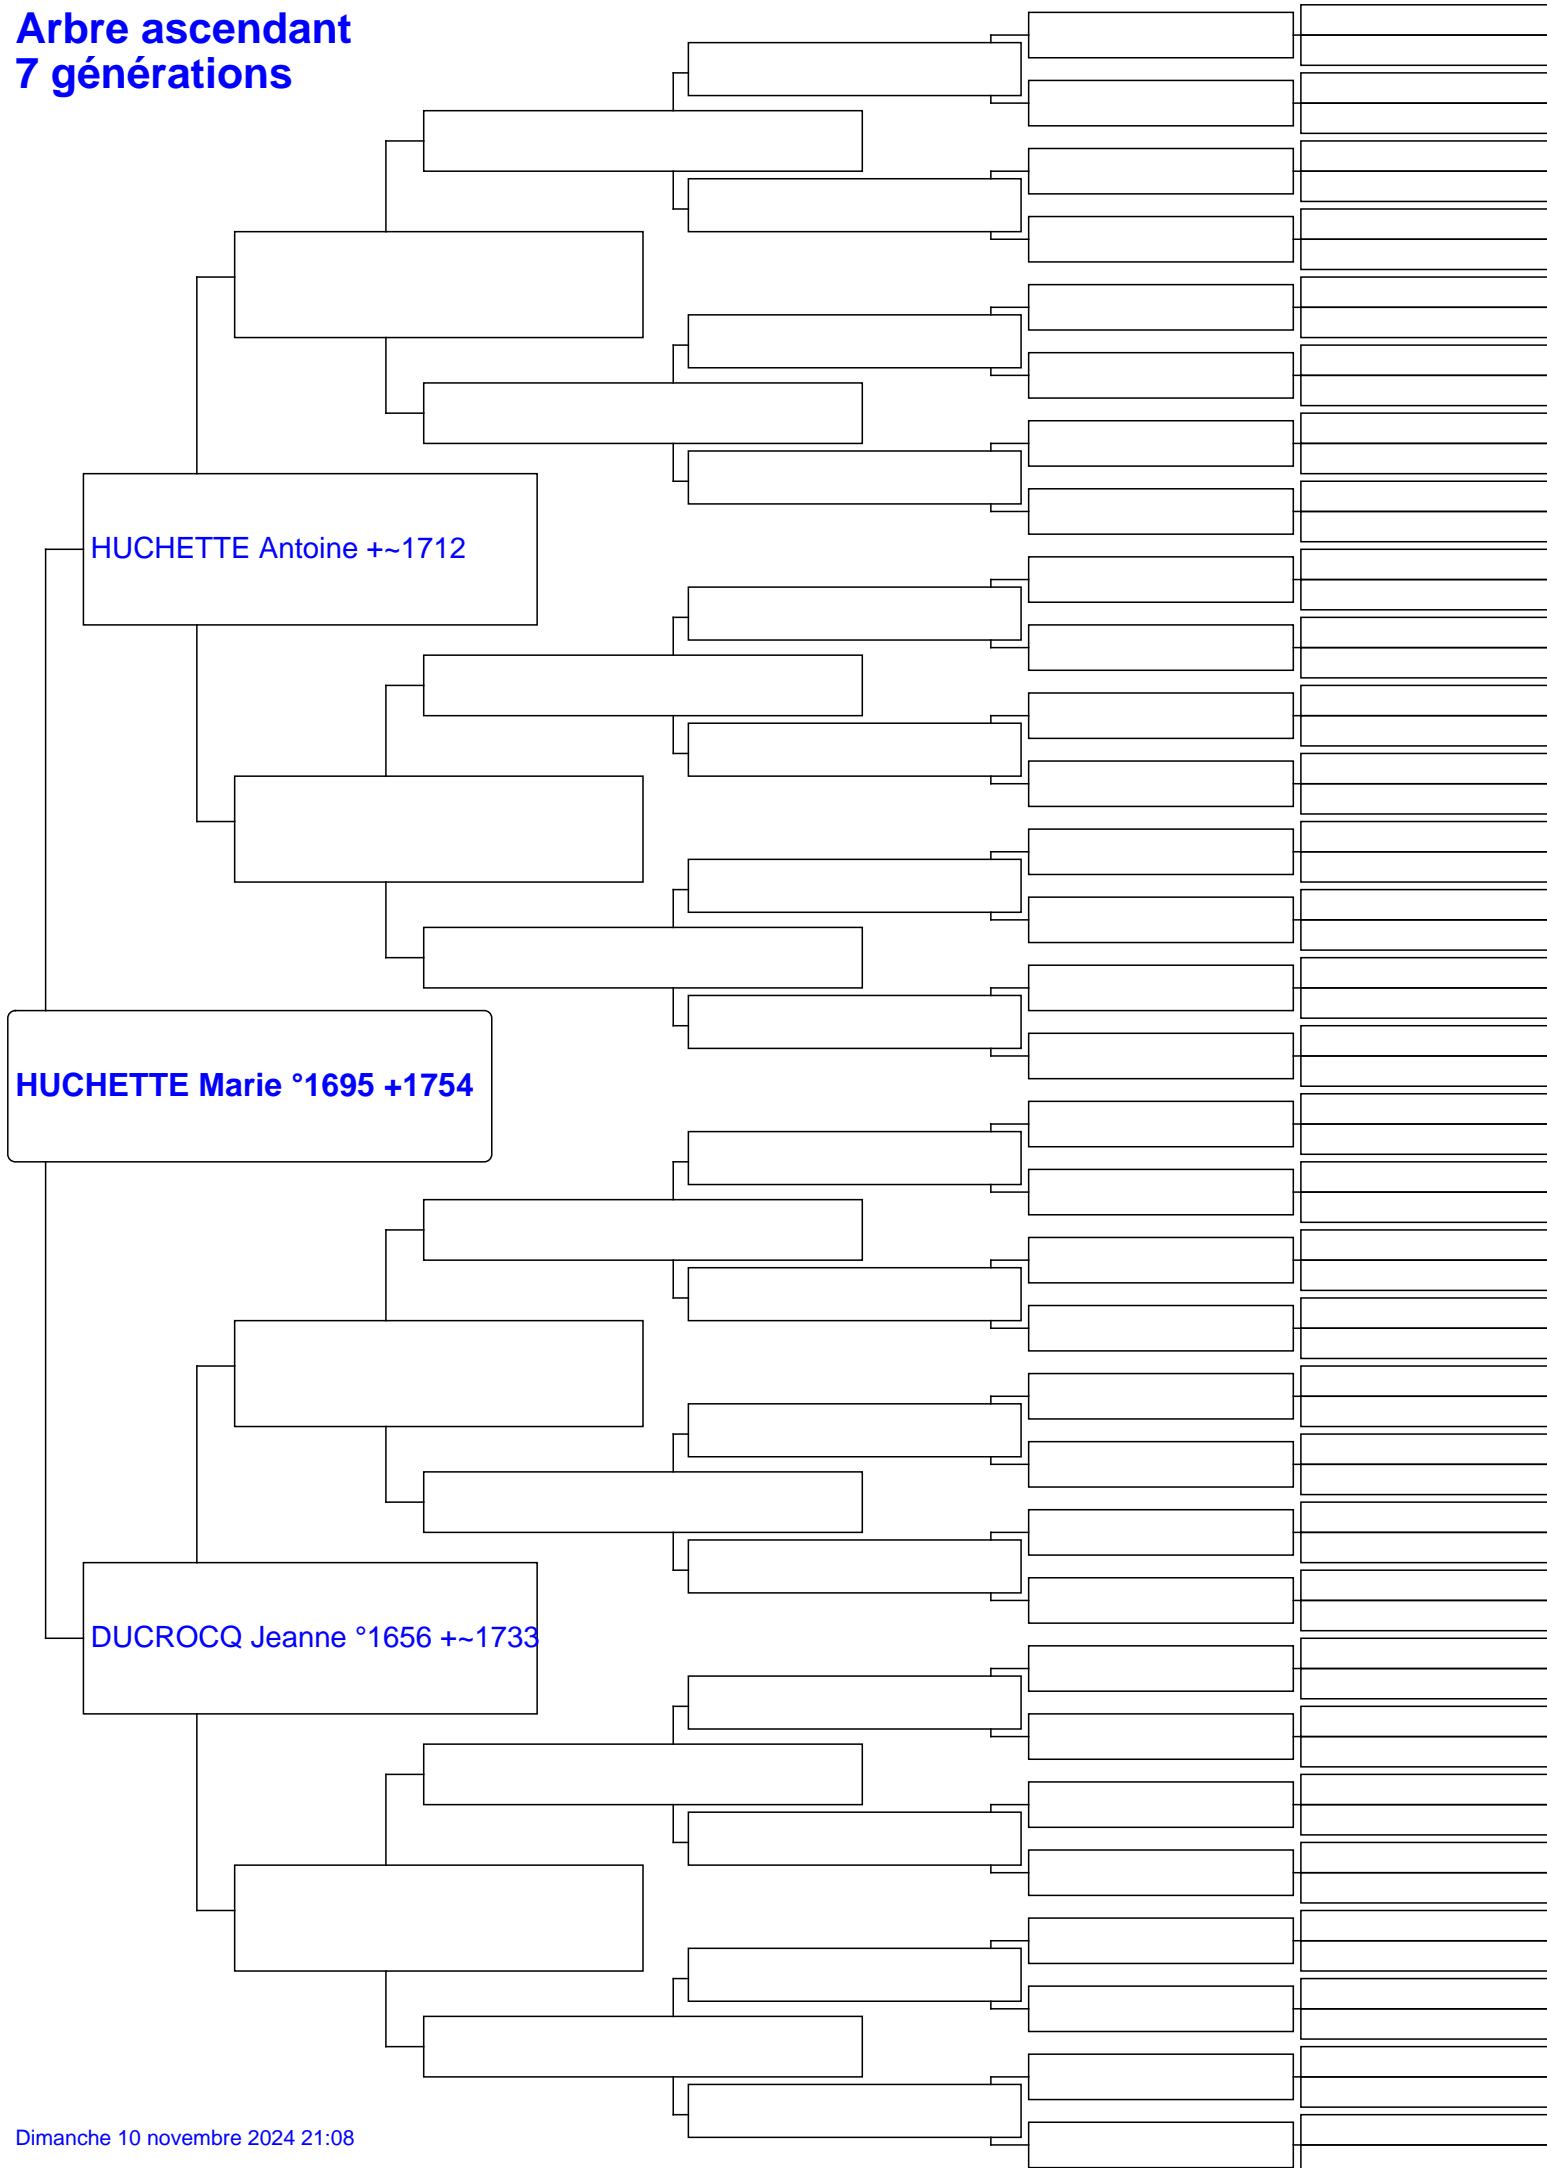 Arbre ascendant
7 générations
HUCHETTE Antoine +~1712
HUCHETTE Marie °1695 +1754
DUCROCQ Jeanne °1656 +~1733
Dimanche 10 novembre 2024 21:08